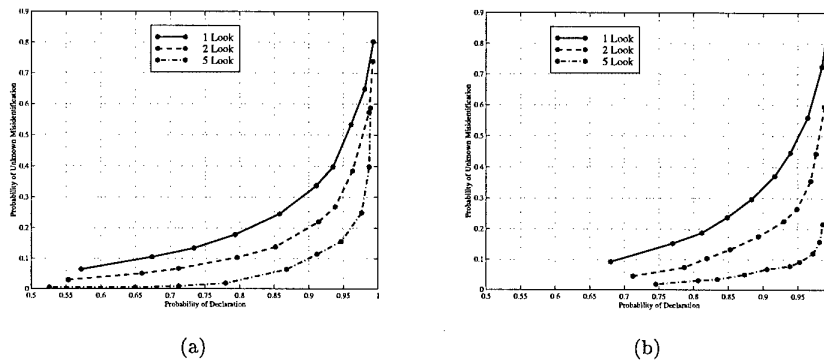 0.9
0.8
0.7
0.6
0.5
0.4
0.3
0.2
0.1
0
0.5 0.55 0.6 0.65 0.7 0.75 0.8 0.85 0.9 0.95 1
Probability of Unknown Misidentification
Probability of Declaration
1 Look
2 Look
5 Look
(a)
0.9
0.8
0.7
0.6
0.5
0.4
0.3
0.2
0.1
0
0.5 0.55 0.6 0.65 0.7 0.75 0.8 0.85 0.9 0.95
Probability of Unknown Misidentification
Probability of Declaration
1 Look
2 Look
5 Look
(b)